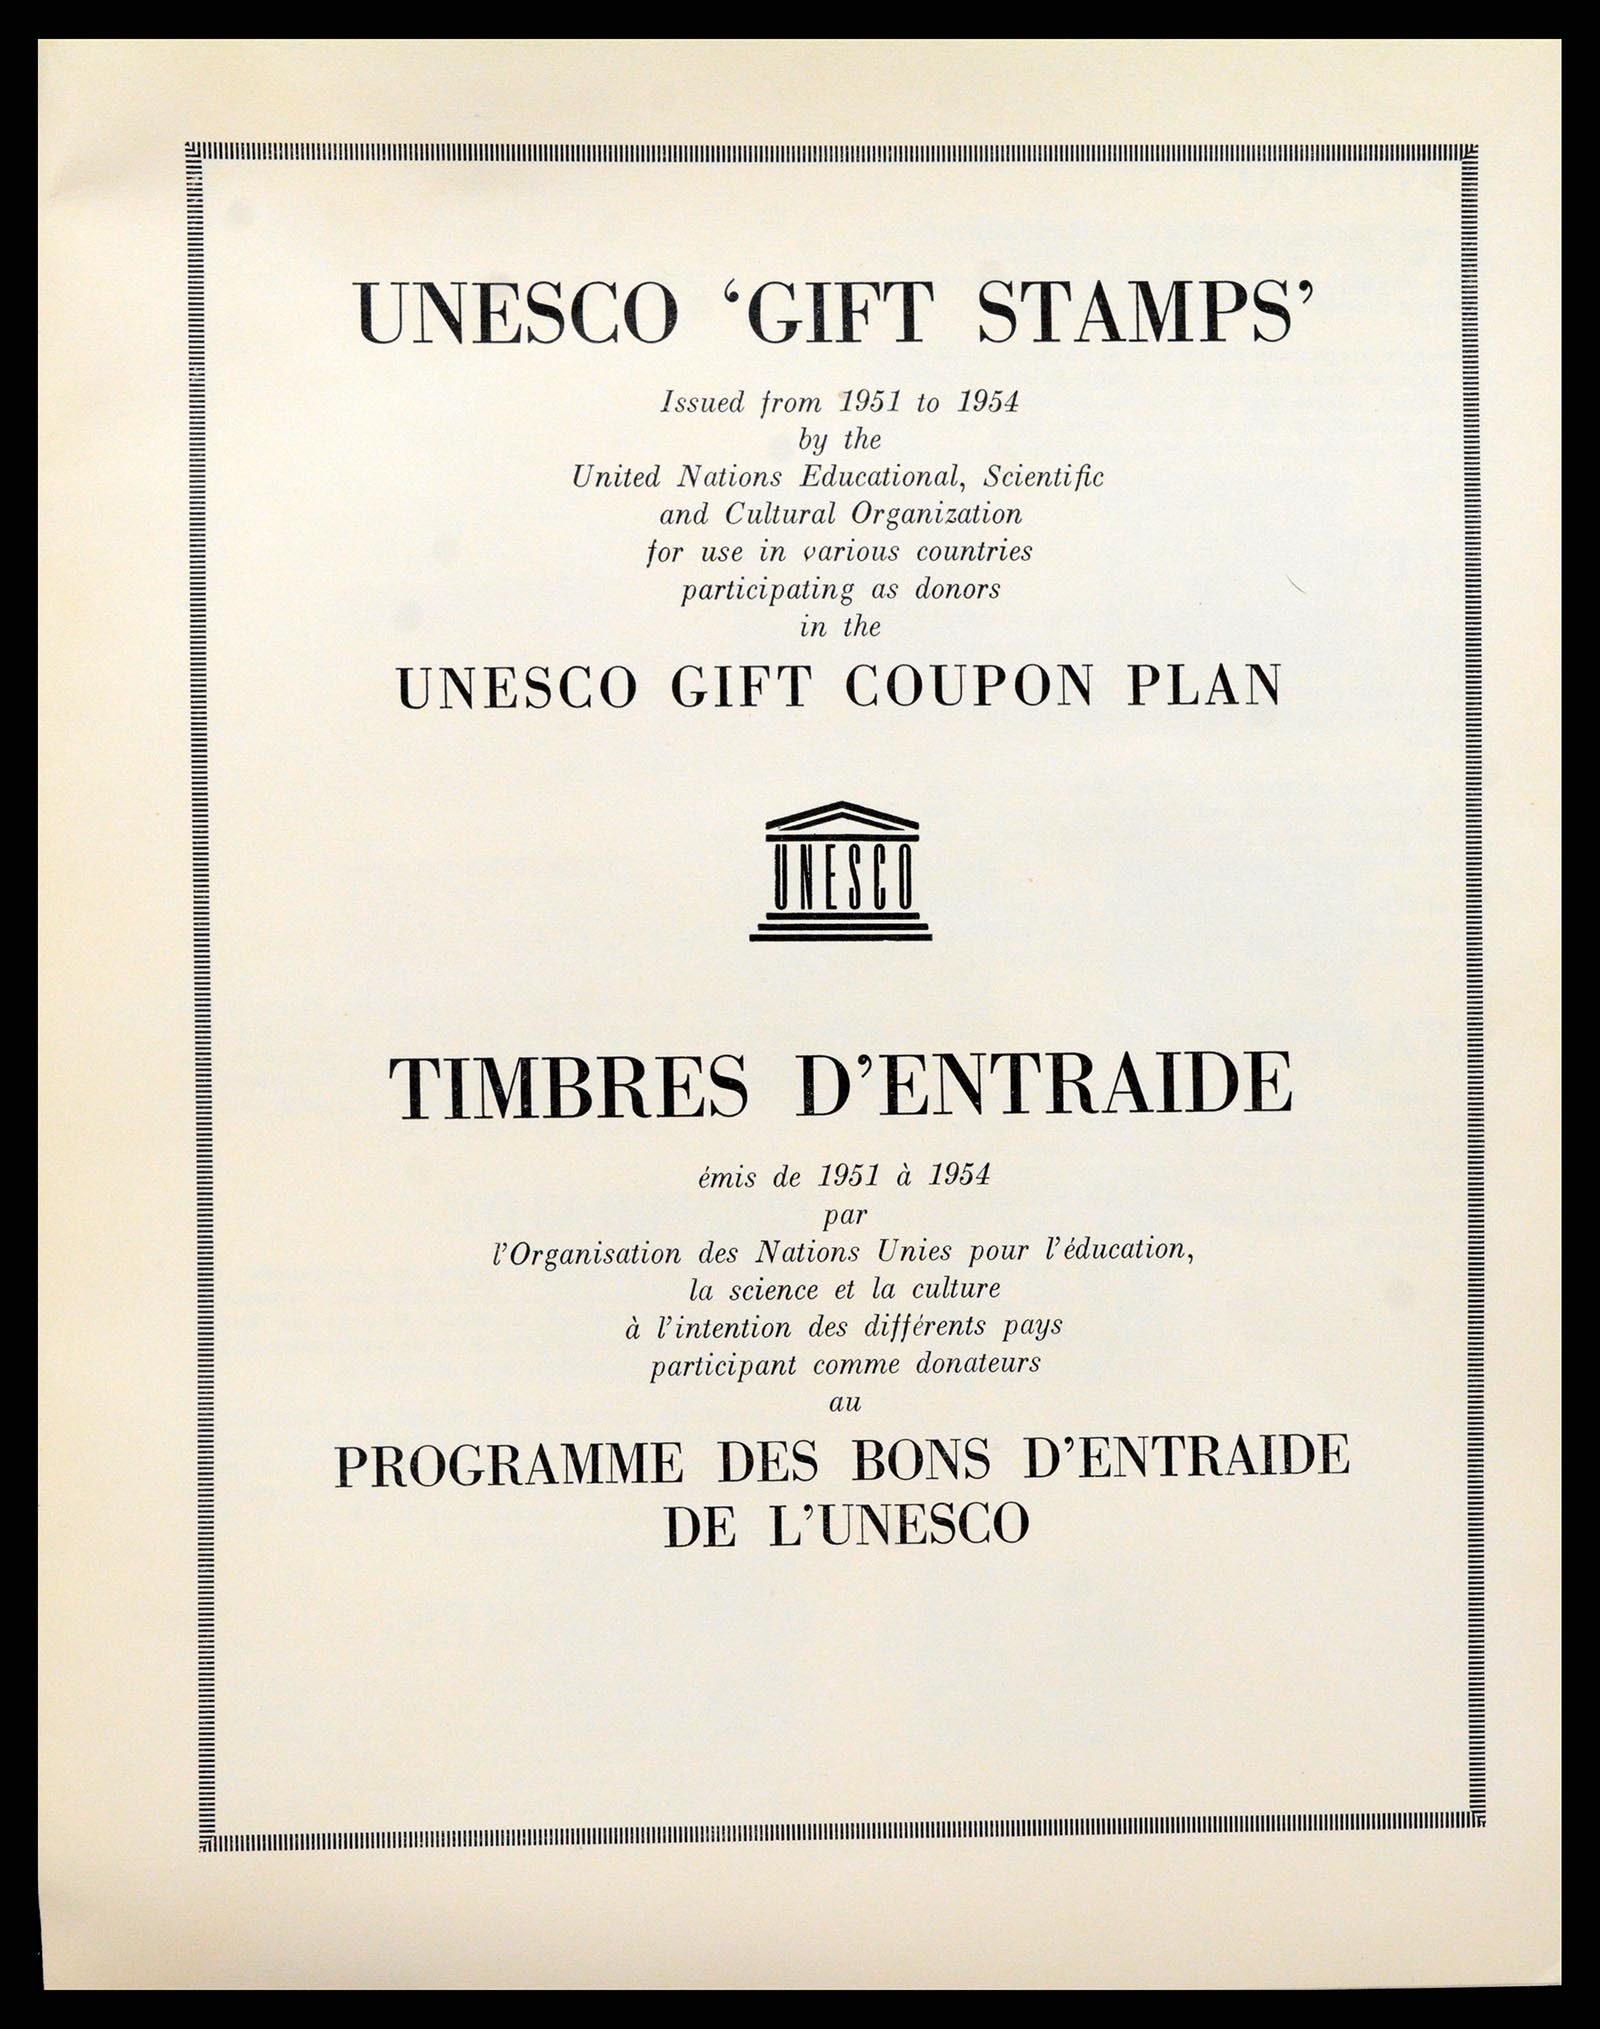 UNESCO ‘GIFT STAMPS’
Issued from 1951 to 1954
by the
United Nations Educational, Scientific
and Cultural Organization
for use in various countries
participating as donors
in the
UNESCO GIFT COUPON PLAN
UNESCO
TIMBRES D’ENTRAIDE
émis de 1951 à 1954
par
l’Organisation des Nations Unies pour l’éducation,
la science et la culture
à l’intention des différents pays
participant comme donateurs
au
PROGRAMME DES BONS D’ENTRAIDE
DE L’UNESCO